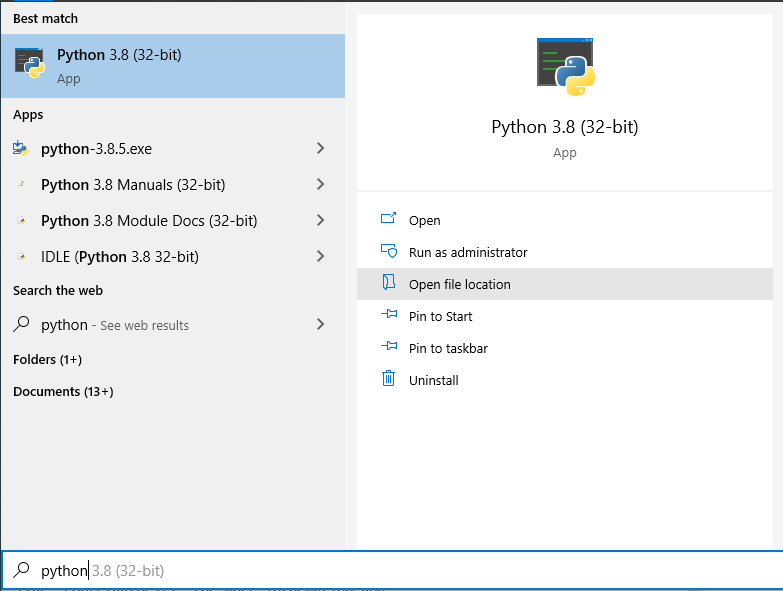 Best match
Python 3.8 (32-bit)
App
Apps
python-3.8.5.exe
Python 3.8 Manuals (32-bit)
Python 3.8 Module Docs (32-bit)
IDLE (Python 3.8 32-bit)
Search the web
python - See web results
Folders (1+)
Documents (13+)
Python 3.8 (32-bit)
App
Open
Run as administrator
Open file location
Pin to Start
Pin to taskbar
Uninstall
python 3.8 (32-bit)